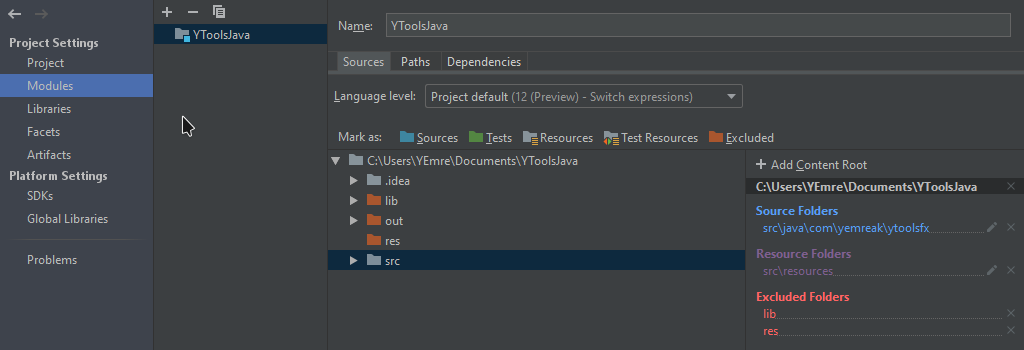 Project Settings
Project
Modules
Libraries
Facets
Artifacts
Platform Settings
SDKs
Global Libraries
Problems
YToolsJava
Name: YToolsJava
Sources Paths Dependencies
Language level: Project default (12 (Preview) - Switch expressions)
Mark as: Sources Tests Resources Test Resources Excluded
C:\Users\YEmre\Documents\YToolsJava
.idea
lib
out
res
src
+ Add Content Root
C:\Users\YEmre\Documents\YToolsJava
Source Folders
src\java\com\yemreak\ytoolsfx
Resource Folders
src\resources
Excluded Folders
lib
res